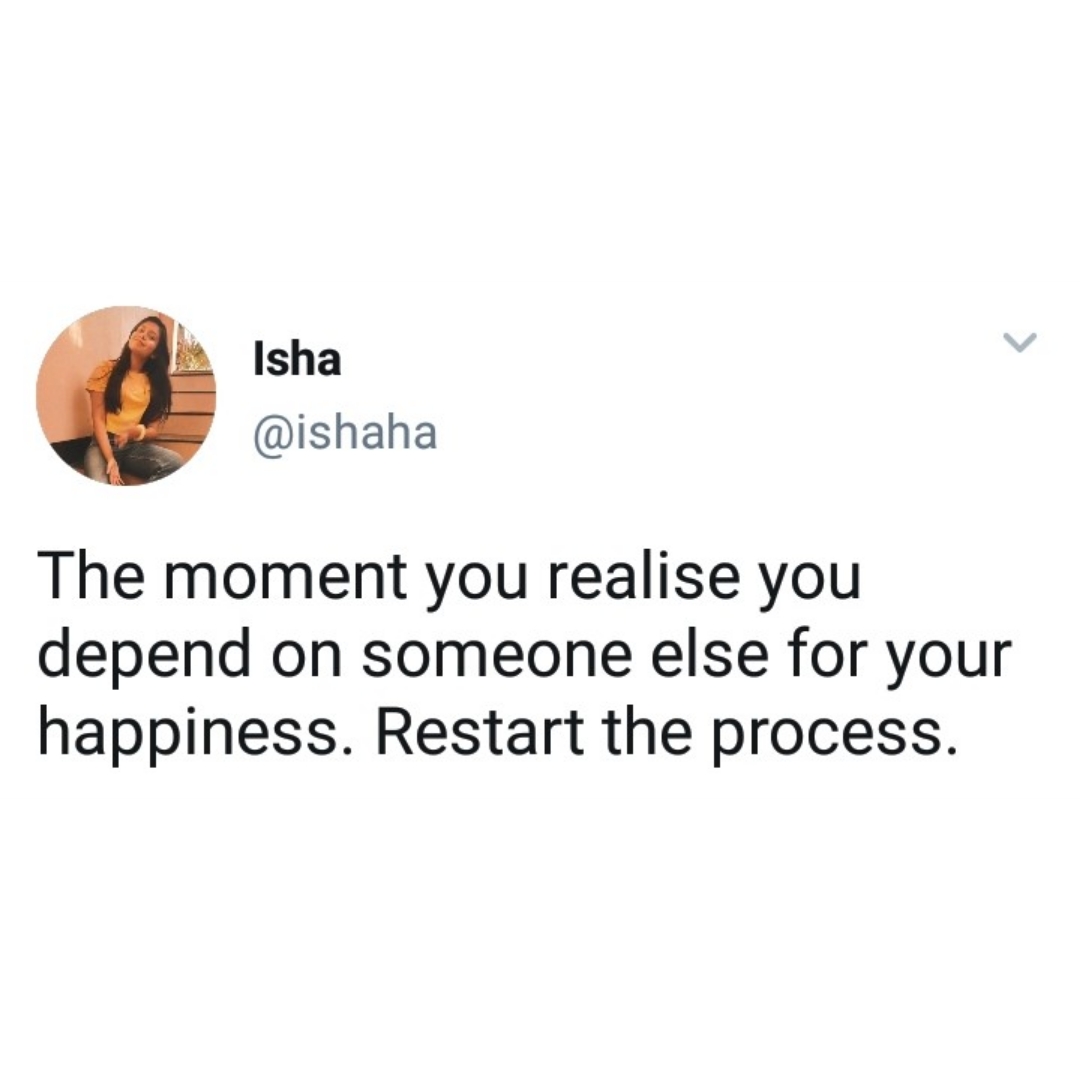 Isha
@ishaha
The moment you realise you
depend on someone else for your
happiness. Restart the process.